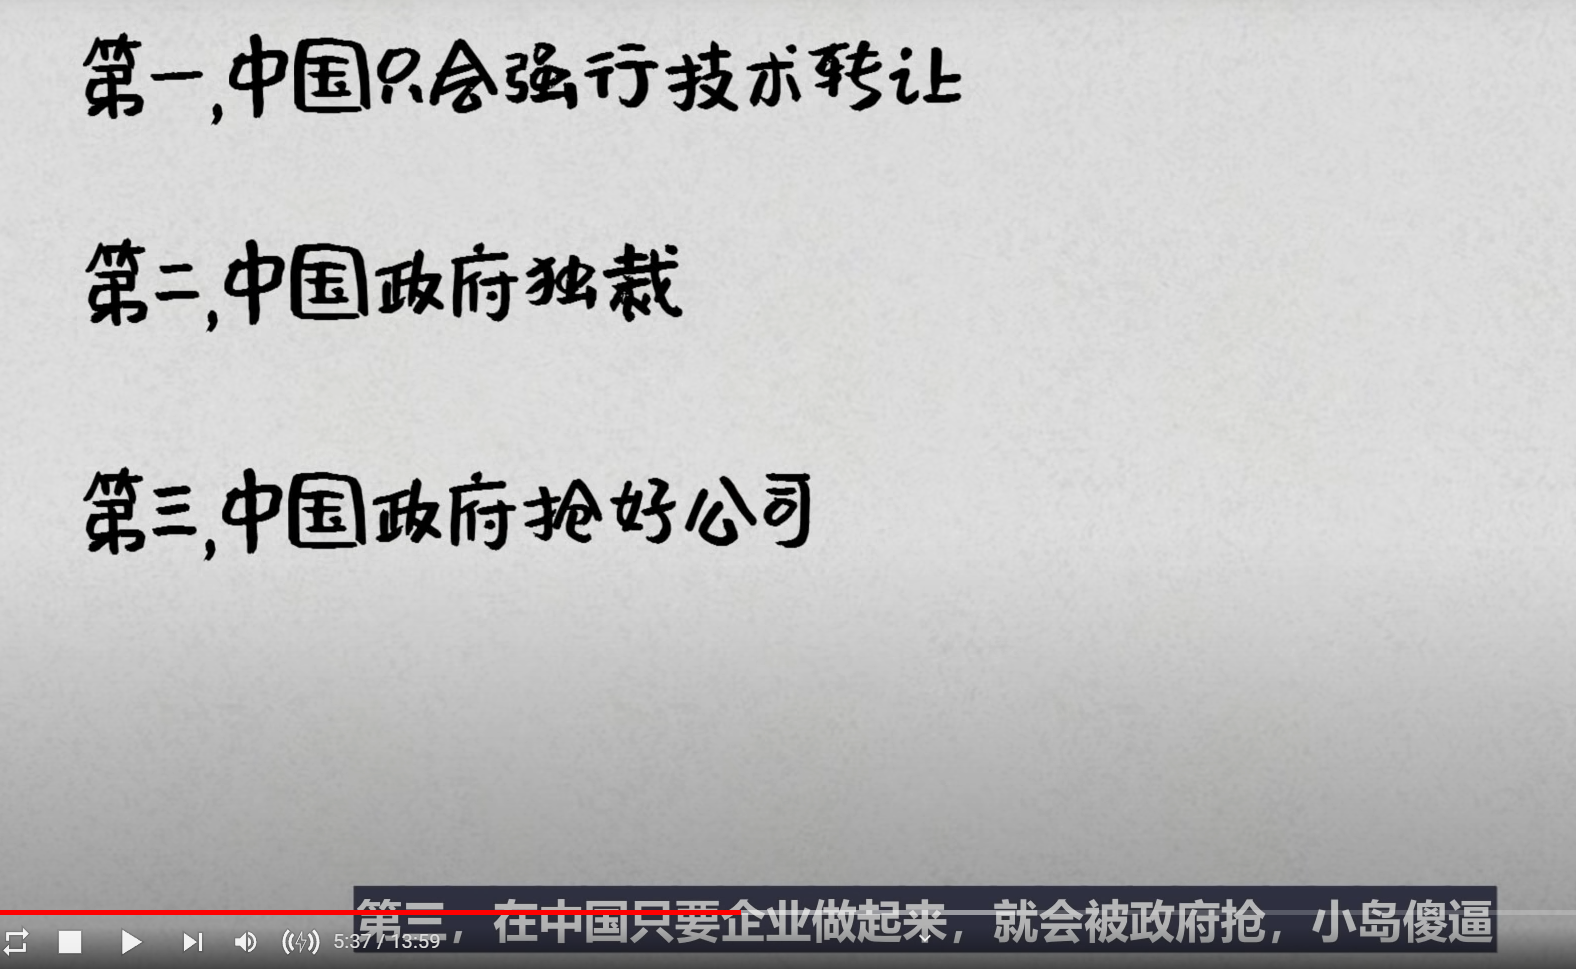 第一,中国只会强行技术转让
第二,中国政府独裁
第三,中国政府抢好公司
第三，在中国只要企业做起来，就会被政府抢，小岛傻逼
5:37 / 13:59